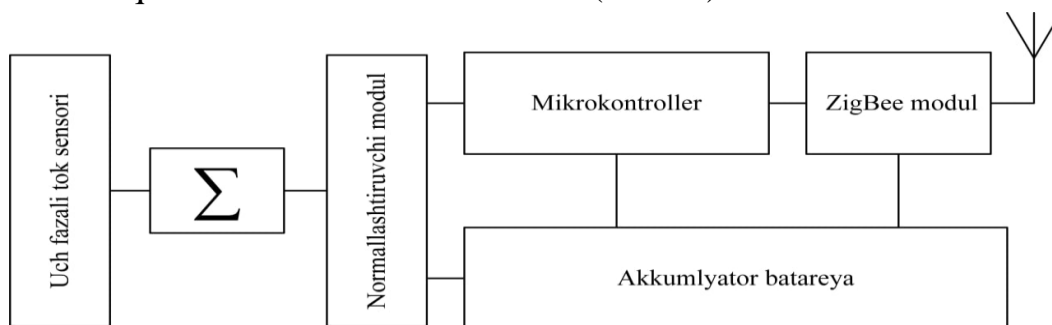 Uch fazali tok sensori
Σ
Normallashtiruvchi modul
Mikrokontroller
ZigBee modul
Akkumlyator batareya